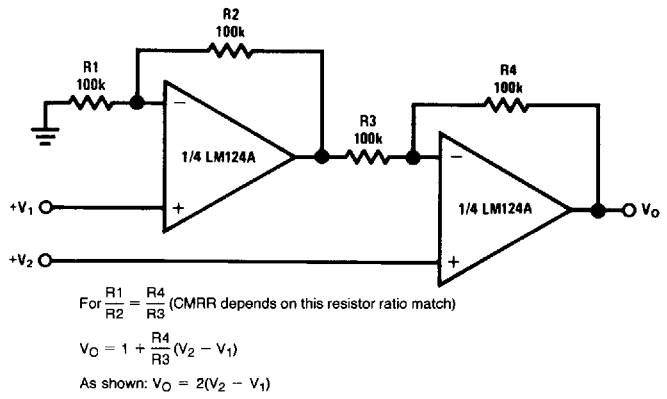 R2
100k
R1
100k
R4
100k
R3
100k
−
1/4 LM124A
+
−
1/4 LM124A
+
+V1
VO
+V2
For R1/R2 = R4/R3 (CMRR depends on this resistor ratio match)
VO = 1 + R4/R3 (V2 − V1)
As shown: VO = 2(V2 − V1)